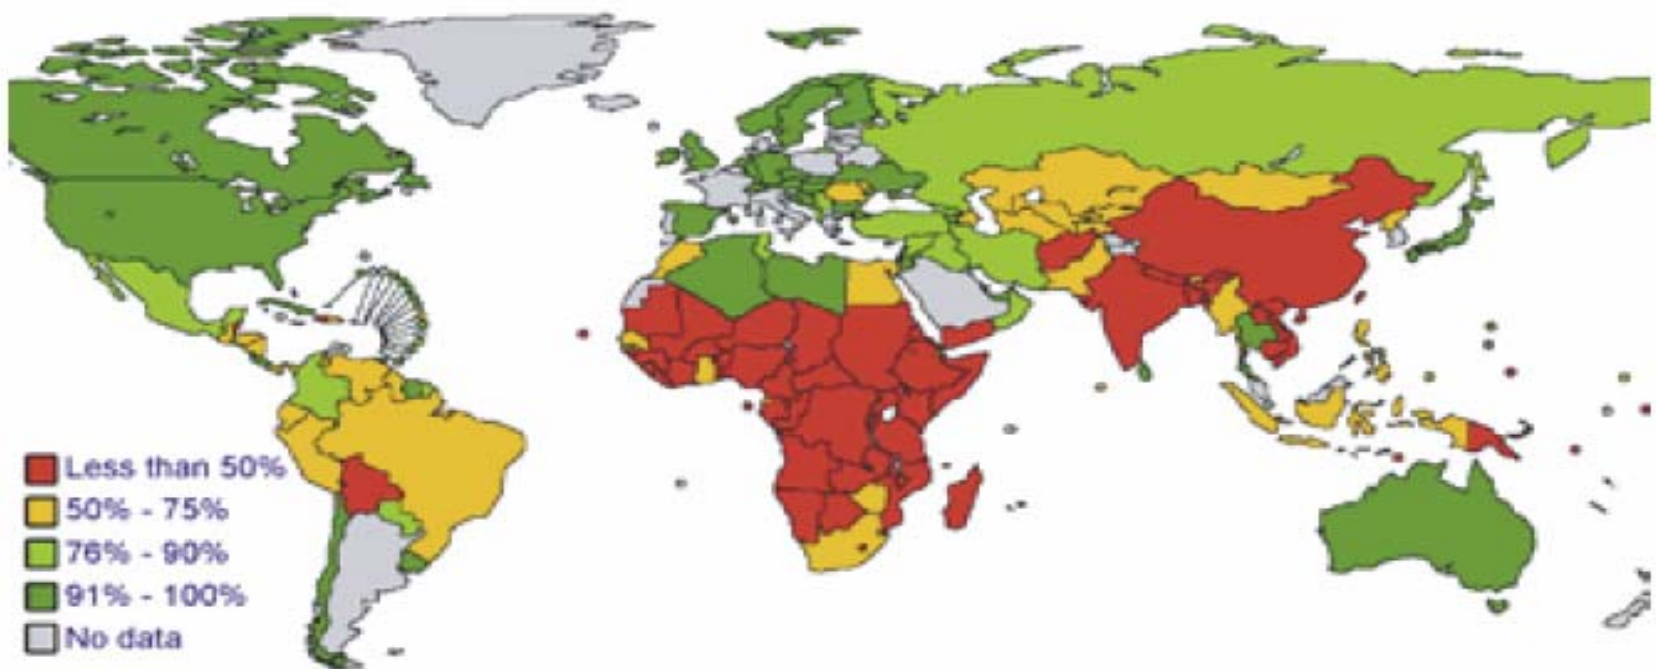 Less than 50%
50% - 75%
76% - 90%
91% - 100%
No data